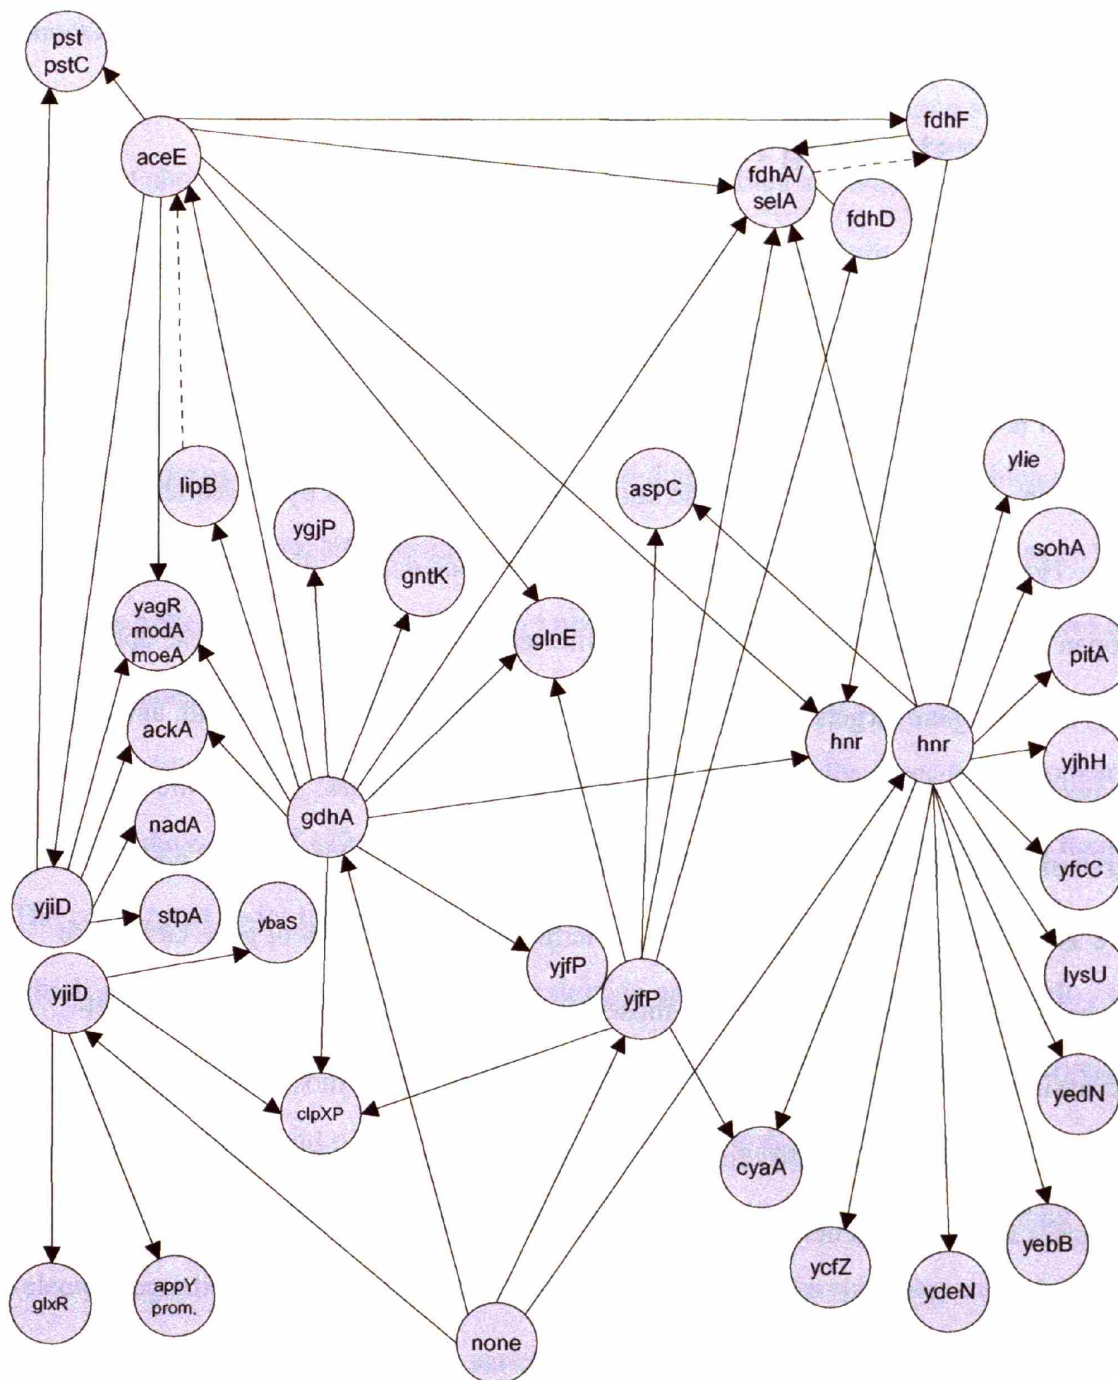 pst
pstC
aceE
fdhF
fdhA/
selA
fdhD
lipB
ygjP
gntK
aspC
ylie
sohA
yagR
modA
moeA
glnE
pitA
ackA
hnr
hnr
yjhH
nadA
gdhA
yfcC
yjiD
stpA
ybaS
yjfP
yjfP
lysU
yjiD
clpXP
yedN
cyaA
yebB
ycfZ
ydeN
glxR
appY
prom.
none